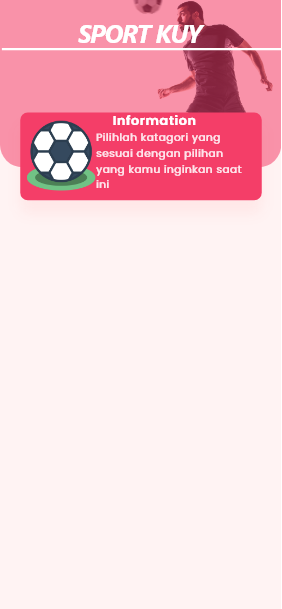 SPORT KUY
Information
Pilihlah katagori yang
sesuai dengan pilihan
yang kamu inginkan saat
ini